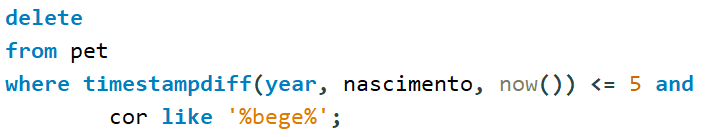 delete
from pet
where timestampdiff(year, nascimento, now()) <= 5 and
cor like '%bege%';